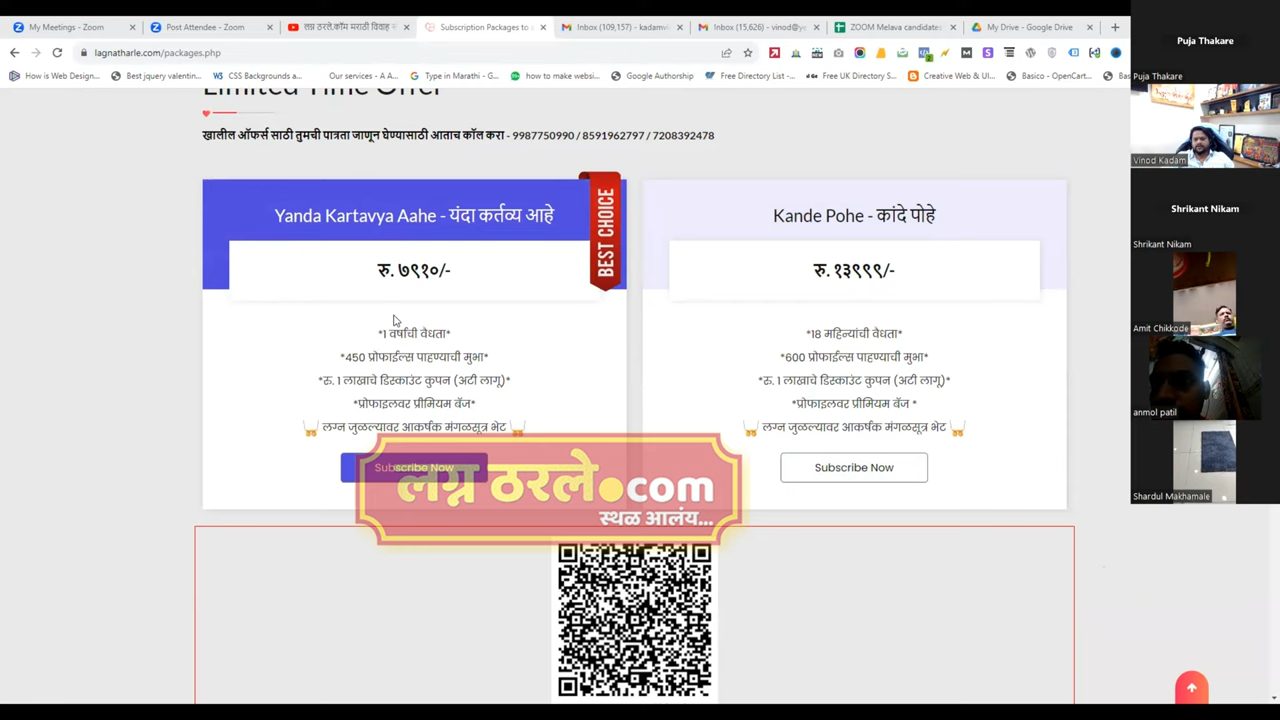 My Meetings - Zoom
Post Attendee - Zoom
लग्न ठरले.कॉम मराठी विवाह
Subscription Packages to
Inbox (109,157) - kadamvi
Inbox (15,626) - vinod@ye
ZOOM Melava candidates
My Drive - Google Drive
lagnatharle.com/packages.php
How is Web Design...
Best jquery valentin...
CSS Backgrounds a...
Our services - A A...
Type in Marathi - G...
how to make websi...
Google Authorship
Free Directory List -...
Free UK Directory S...
Creative Web & UI...
Basico - OpenCart...
Bes
Limited Time Offer
खालील ऑफर्स साठी तुमची पात्रता जाणून घेण्यासाठी आताच कॉल करा - 9987750990 / 8591962797 / 7208392478
Yanda Kartavya Aahe - यंदा कर्तव्य आहे
BEST CHOICE
रु. ७९१०/-
*1 वर्षाची वैधता*
*450 प्रोफाईल्स पाहण्याची मुभा*
*रु. 1 लाखाचे डिस्काउंट कुपन (अटी लागू)*
*प्रोफाइलवर प्रीमियम बॅज*
लग्न जुळल्यावर आकर्षक मंगळसूत्र भेट
Subscribe Now
Kande Pohe - कांदे पोहे
रु. १३९९९/-
*18 महिन्यांची वैधता*
*600 प्रोफाईल्स पाहण्याची मुभा*
*रु. 1 लाखाचे डिस्काउंट कुपन (अटी लागू)*
*प्रोफाइलवर प्रीमियम बॅज *
लग्न जुळल्यावर आकर्षक मंगळसूत्र भेट
Subscribe Now
लग्न ठरले.com
स्थळ आलंय...
Puja Thakare
Puja Thakare
Vinod Kadam
Shrikant Nikam
Shrikant Nikam
Amit Chikkode
anmol patil
Shardul Makhamale